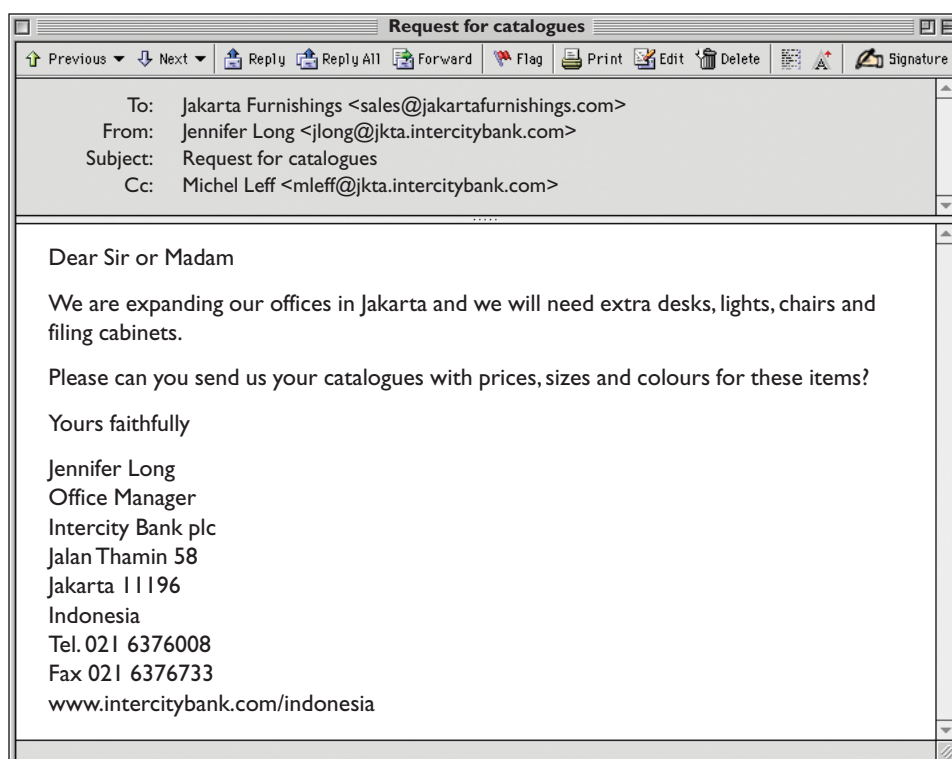 Request for catalogues
Previous Next Reply Reply All Forward Flag Print Edit Delete A Signature
To: Jakarta Furnishings <sales@jakartafurnishings.com>
From: Jennifer Long <jlong@jkta.intercitybank.com>
Subject: Request for catalogues
Cc: Michel Leff <mleff@jkta.intercitybank.com>
Dear Sir or Madam
We are expanding our offices in Jakarta and we will need extra desks, lights, chairs and
filing cabinets.
Please can you send us your catalogues with prices, sizes and colours for these items?
Yours faithfully
Jennifer Long
Office Manager
Intercity Bank plc
Jalan Thamin 58
Jakarta 11196
Indonesia
Tel. 021 6376008
Fax 021 6376733
www.intercitybank.com/indonesia